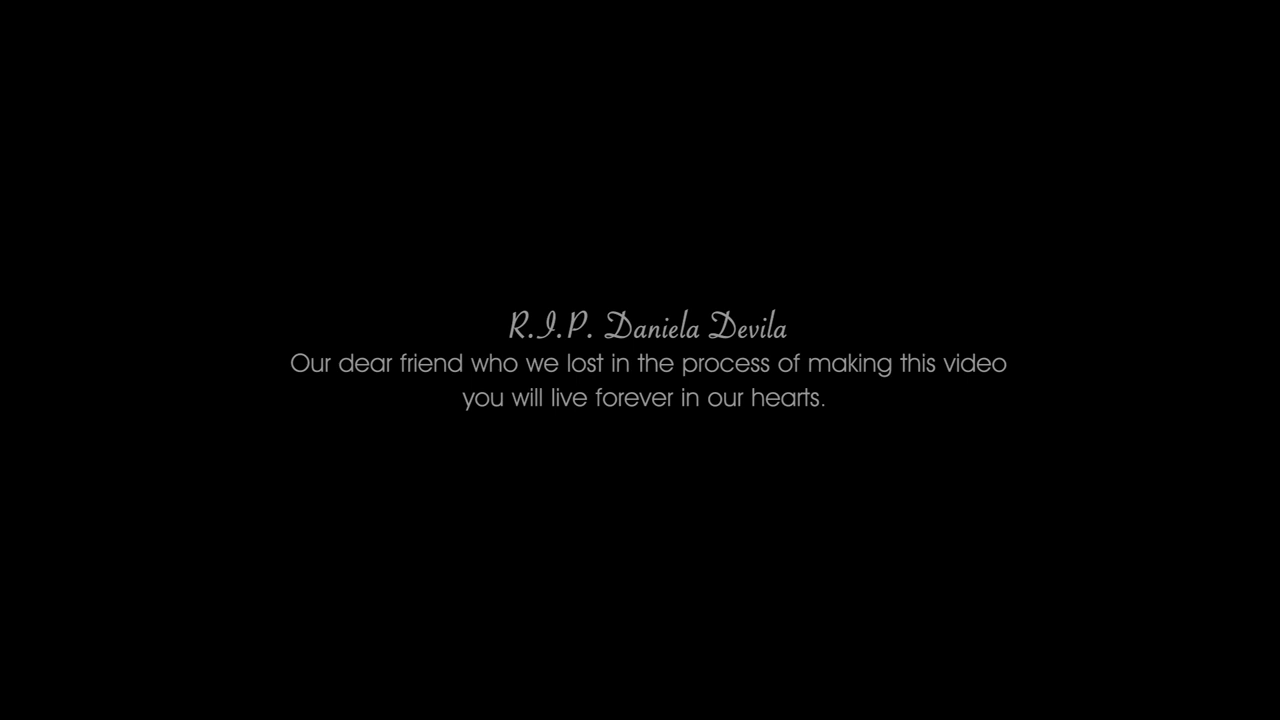 R.I.P. Daniela Devila
Our dear friend who we lost in the process of making this video
you will live forever in our hearts.